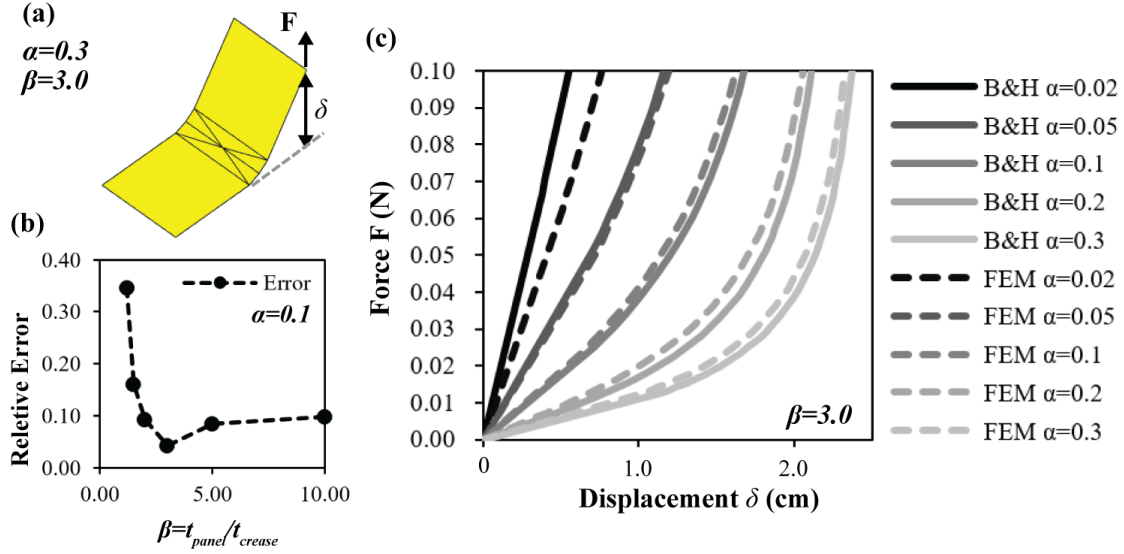 (a)
α=0.3
β=3.0
F
δ
(b)
0.40
0.30
0.20
0.10
0.00
Reletive Error
Error
α=0.1
0.00 5.00 10.00
β=t_panel/t_crease
(c)
0.10
0.09
0.08
0.07
0.06
0.05
0.04
0.03
0.02
0.01
0.00
Force F (N)
β=3.0
0 1.0 2.0
Displacement δ (cm)
B&H α=0.02
B&H α=0.05
B&H α=0.1
B&H α=0.2
B&H α=0.3
FEM α=0.02
FEM α=0.05
FEM α=0.1
FEM α=0.2
FEM α=0.3